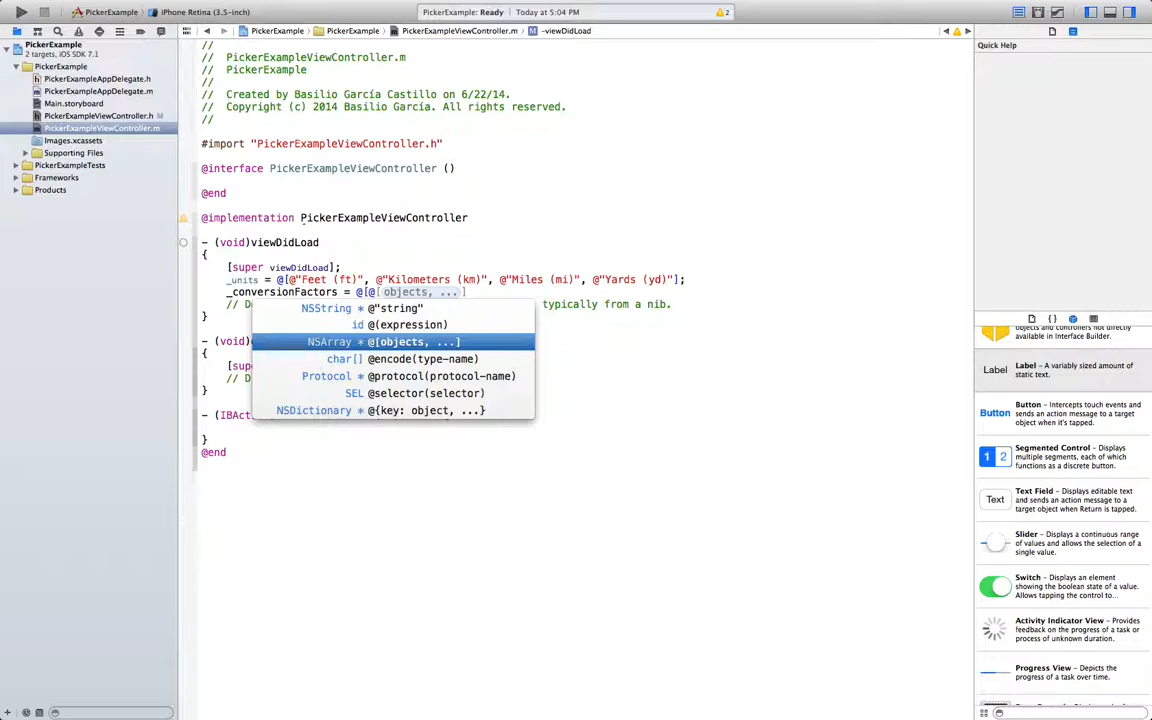 PickerExample
iPhone Retina (3.5-inch)
PickerExample: Ready
Today at 5:04 PM
2
PickerExample
PickerExample
PickerExampleViewController.m
M
-viewDidLoad
PickerExample
2 targets, iOS SDK 7.1
PickerExample
PickerExampleAppDelegate.h
PickerExampleAppDelegate.m
Main.storyboard
PickerExampleViewController.h
M
PickerExampleViewController.m
Images.xcassets
Supporting Files
PickerExampleTests
Frameworks
Products
//
// PickerExampleViewController.m
// PickerExample
//
// Created by Basilio García Castillo on 6/22/14.
// Copyright (c) 2014 Basilio García. All rights reserved.
//
#import "PickerExampleViewController.h"
@interface PickerExampleViewController ()
@end
@implementation PickerExampleViewController
- (void)viewDidLoad
{
[super viewDidLoad];
_units = @[@"Feet (ft)", @"Kilometers (km)", @"Miles (mi)", @"Yards (yd)"];
_conversionFactors = @[@[objects, ...]
// D
typically from a nib.
}
- (void)
{
[sup
// D
}
- (IBAct
}
@end
NSString * @"string"
id @(expression)
NSArray * @[objects, ...]
char[] @encode(type-name)
Protocol * @protocol(protocol-name)
SEL @selector(selector)
NSDictionary * @{key: object, ...}
Quick Help
{}
objects and controllers not directly
available in Interface Builder.
Label
Label - A variably sized amount of
static text.
Button
Button - Intercepts touch events and
sends an action message to a target
object when it's tapped.
1 2
Segmented Control - Displays
multiple segments, each of which
functions as a discrete button.
Text
Text Field - Displays editable text
and sends an action message to a
target object when Return is tapped.
Slider - Displays a continuous range
of values and allows the selection of a
single value.
Switch - Displays an element
showing the boolean state of a value.
Allows tapping the control to...
Activity Indicator View - Provides
feedback on the progress of a task or
process of unknown duration.
Progress View - Depicts the
progress of a task over time.